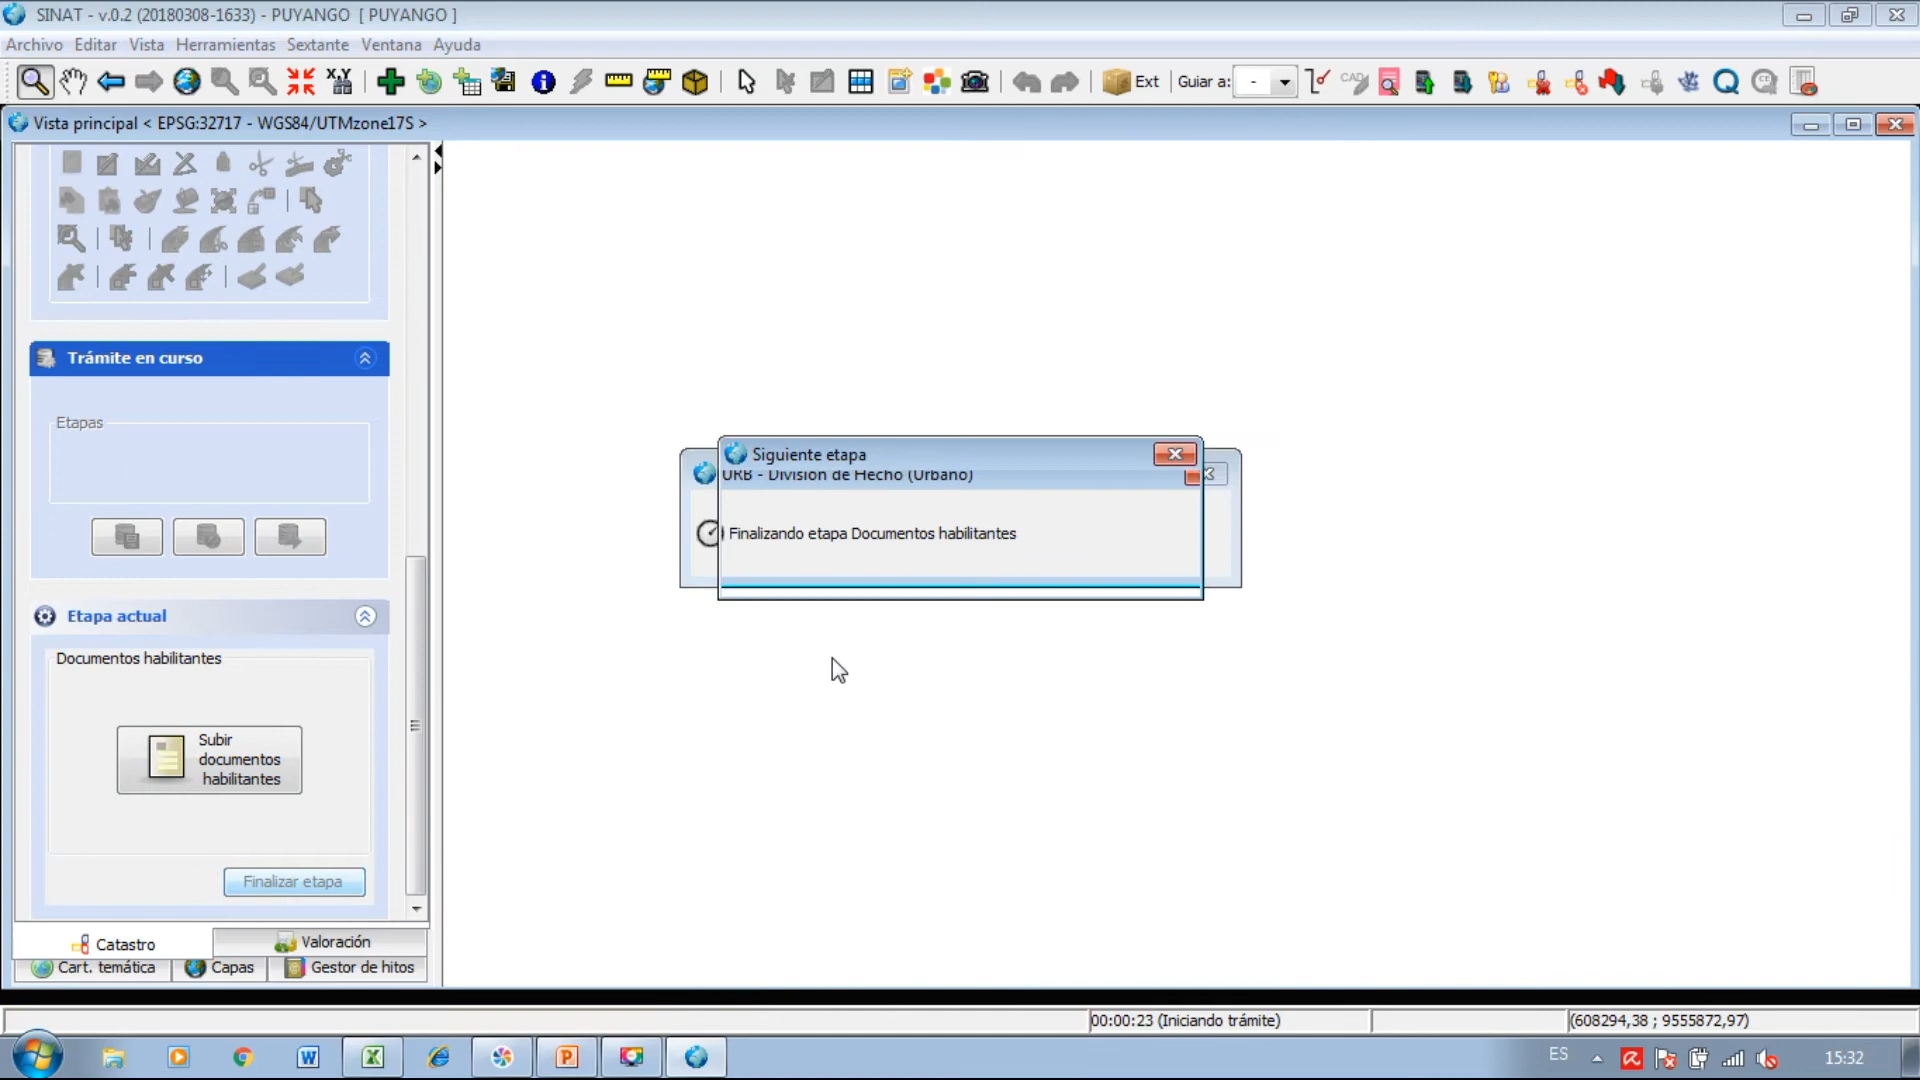 SINAT - v.0.2 (20180308-1633) - PUYANGO [ PUYANGO ]
Archivo Editar Vista Herramientas Sextante Ventana Ayuda
X,Y
Ext
Guiar a: -
CAD
Vista principal < EPSG:32717 - WGS84/UTMzone17S >
Trámite en curso
Etapas
Siguiente etapa
URB - División de Hecho (Urbano)
Finalizando etapa Documentos habilitantes
Etapa actual
Documentos habilitantes
Subir
documentos
habilitantes
Finalizar etapa
Catastro
Valoración
Cart. temática
Capas
Gestor de hitos
00:00:23 (Iniciando trámite)
(608294,38 ; 9555872,97)
ES
15:32